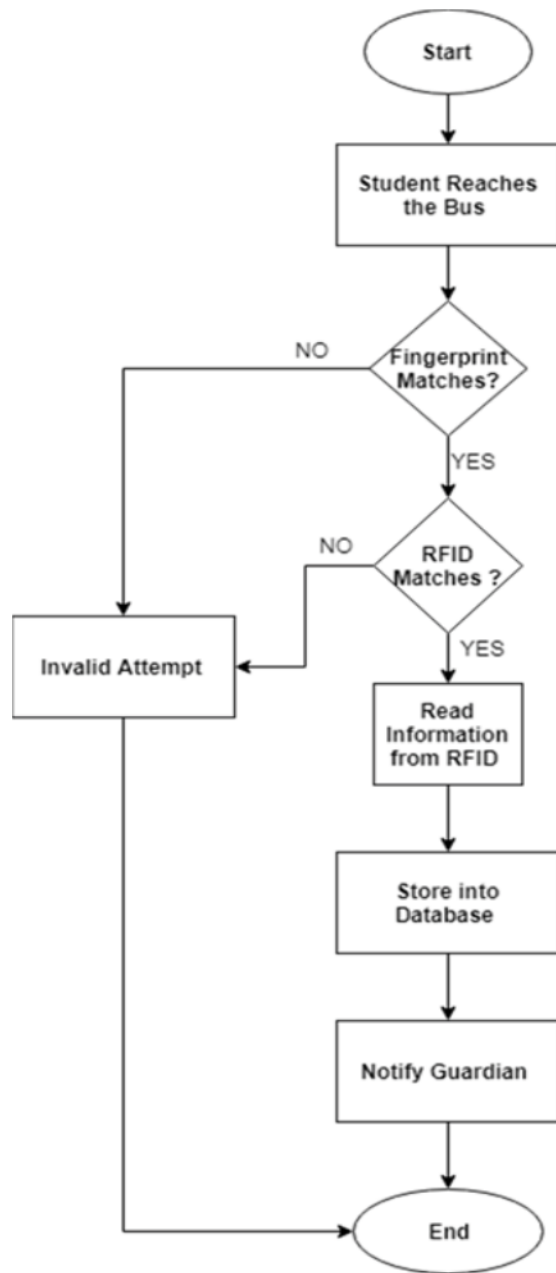 Start
Student Reaches
the Bus
NO
Fingerprint
Matches?
YES
NO
RFID
Matches ?
YES
Invalid Attempt
Read
Information
from RFID
Store into
Database
Notify Guardian
End